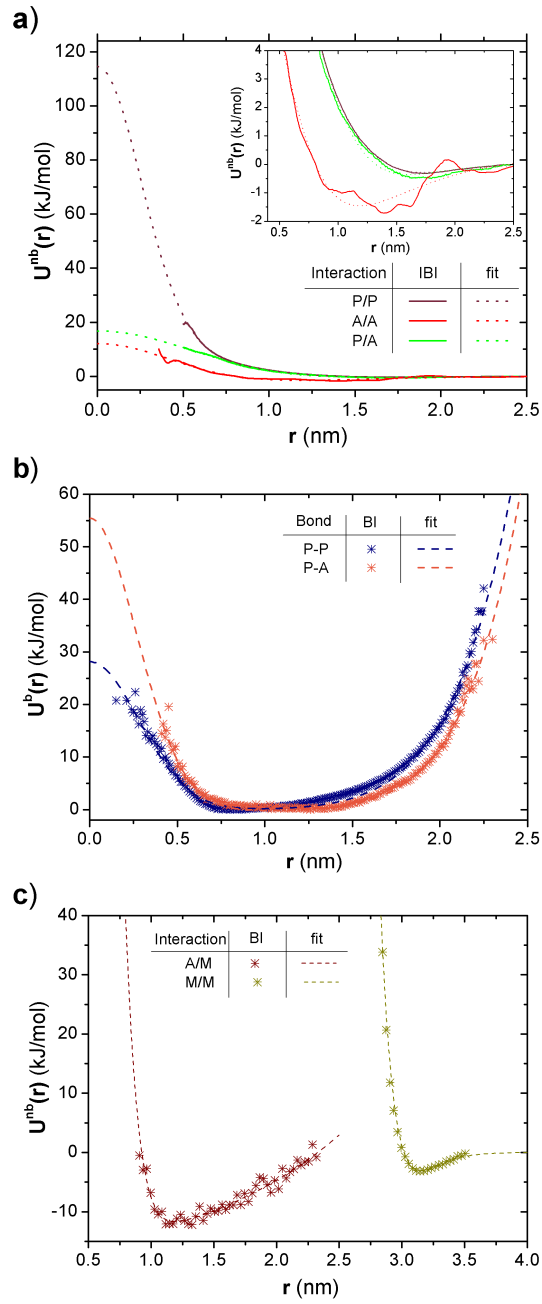 a)
120
100
80
60
40
20
0
0.0 0.5 1.0 1.5 2.0 2.5
U^nb(r) (kJ/mol)
r (nm)
4
3
2
1
0
-1
-2
0.5 1.0 1.5 2.0 2.5
U^nb(r) (kJ/mol)
r (nm)
Interaction IBI fit
P/P
A/A
P/A
b)
60
50
40
30
20
10
0
0.0 0.5 1.0 1.5 2.0 2.5
U^b(r) (kJ/mol)
r (nm)
Bond BI fit
P-P
P-A
c)
40
30
20
10
0
-10
0.5 1.0 1.5 2.0 2.5 3.0 3.5 4.0
U^nb(r) (kJ/mol)
r (nm)
Interaction BI fit
A/M
M/M